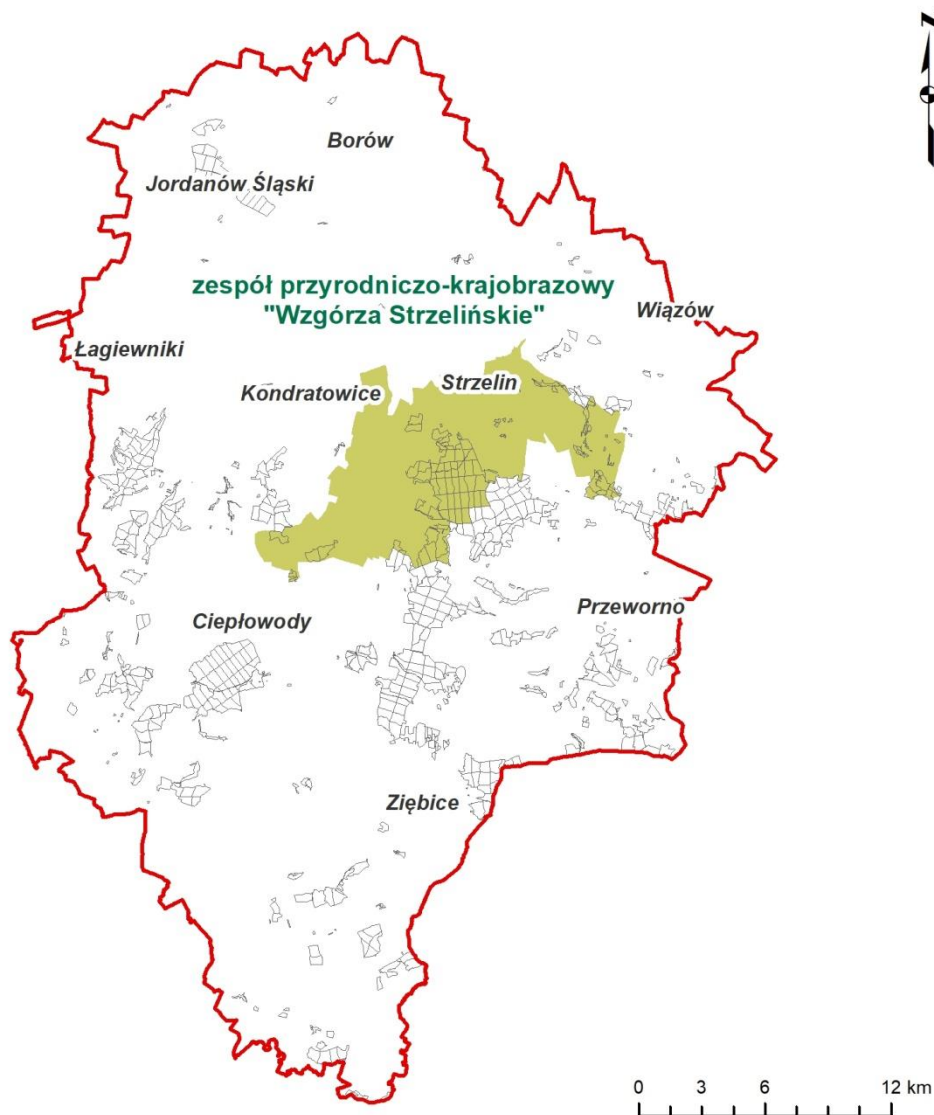 Borów
Jordanów Śląski
zespół przyrodniczo-krajobrazowy
"Wzgórza Strzelińskie"
Wiązów
Łagiewniki
Kondratowice
Strzelin
Ciepłowody
Przeworno
Ziębice
0 3 6 12 km